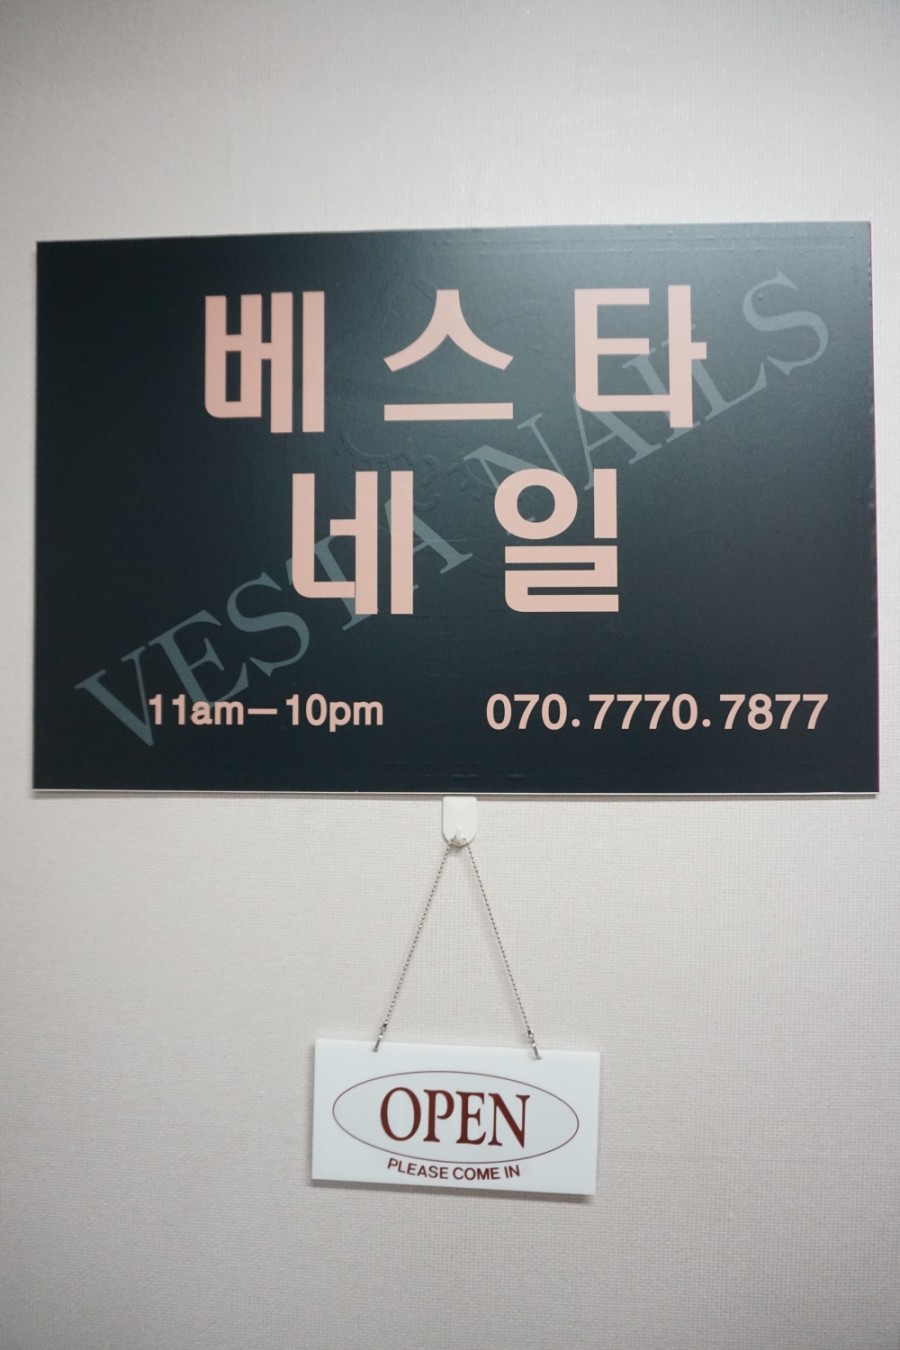 베스타
네일
VESTA NAILS
11am-10pm 070.7770.7877
OPEN
PLEASE COME IN